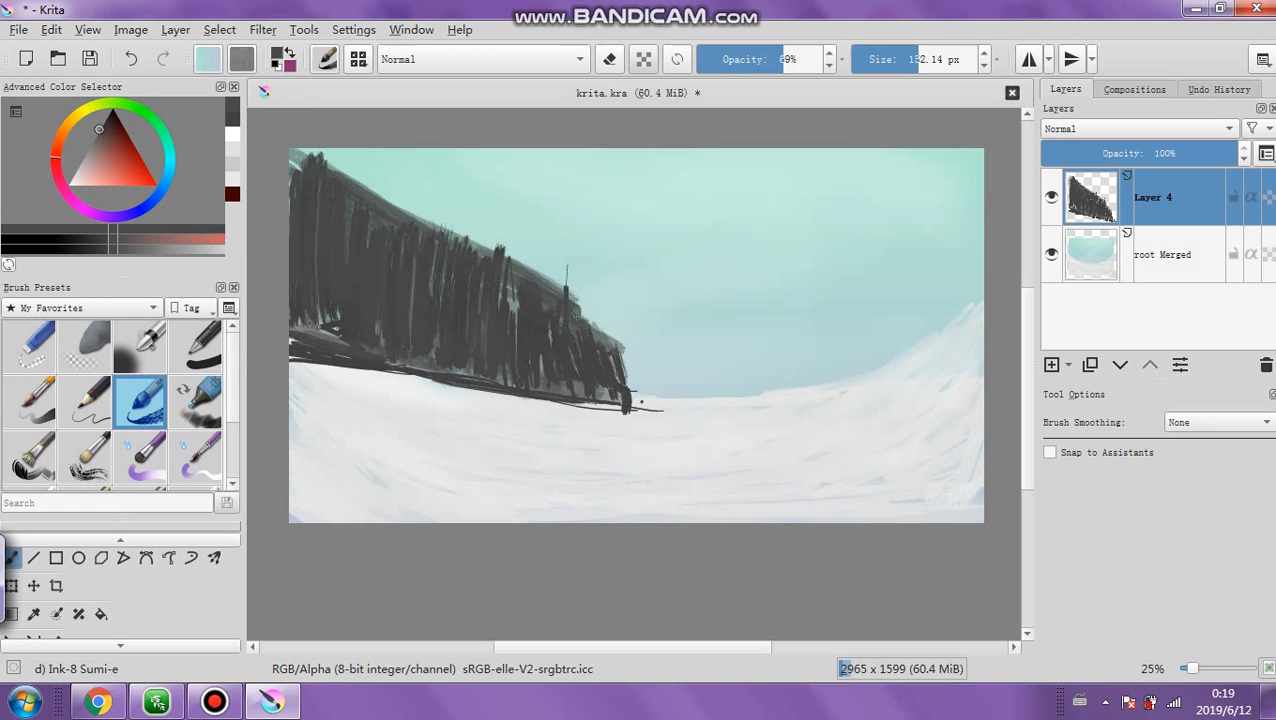 * - Krita
www.BANDICAM.com
File Edit View Image Layer Select Filter Tools Settings Window Help
Normal
Opacity: 69%
Size: 152.14 px
Advanced Color Selector
krita.kra (60.4 MiB) *
Layers Compositions Undo History
Layers
Normal
Opacity: 100%
Layer 4
root Merged
Brush Presets
★ My Favorites
Tag
Tool Options
Brush Smoothing: None
Snap to Assistants
Search
d) Ink-8 Sumi-e
RGB/Alpha (8-bit integer/channel) sRGB-elle-V2-srgbtrc.icc
2965 x 1599 (60.4 MiB)
25%
0:19
2019/6/12